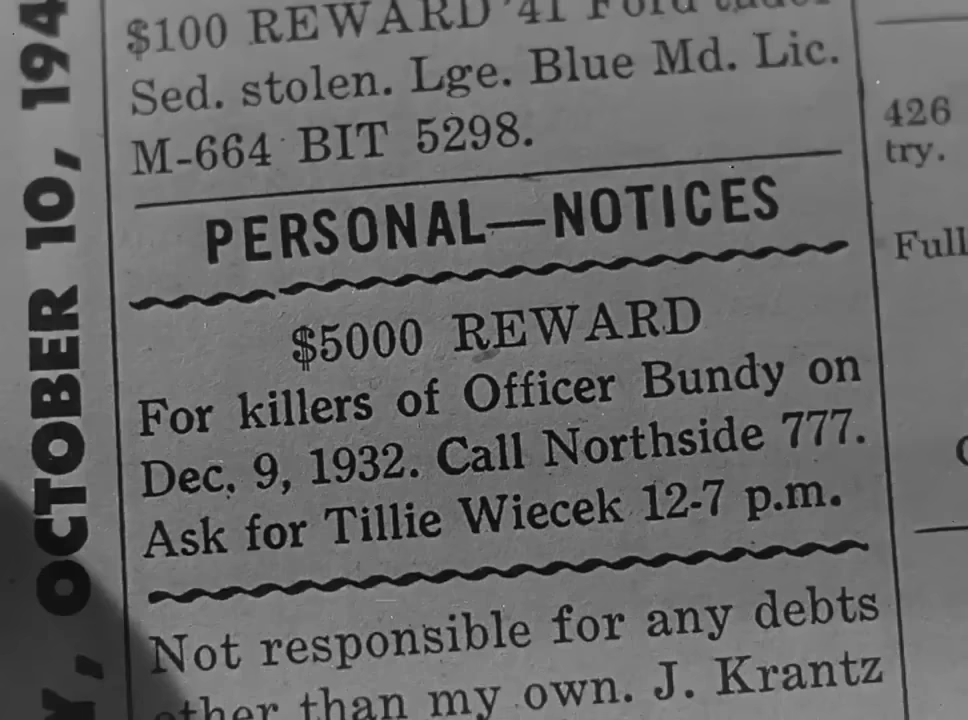 $100 REWARD '41 Ford
Sed. stolen. Lge. Blue Md. Lic.
M-664 BIT 5298.
PERSONAL—NOTICES
$5000 REWARD
For killers of Officer Bundy on
Dec. 9, 1932. Call Northside 777.
Ask for Tillie Wiecek 12-7 p.m.
Not responsible for any debts
other than my own. J. Krantz
OCTOBER 10, 194
426
try.
Full